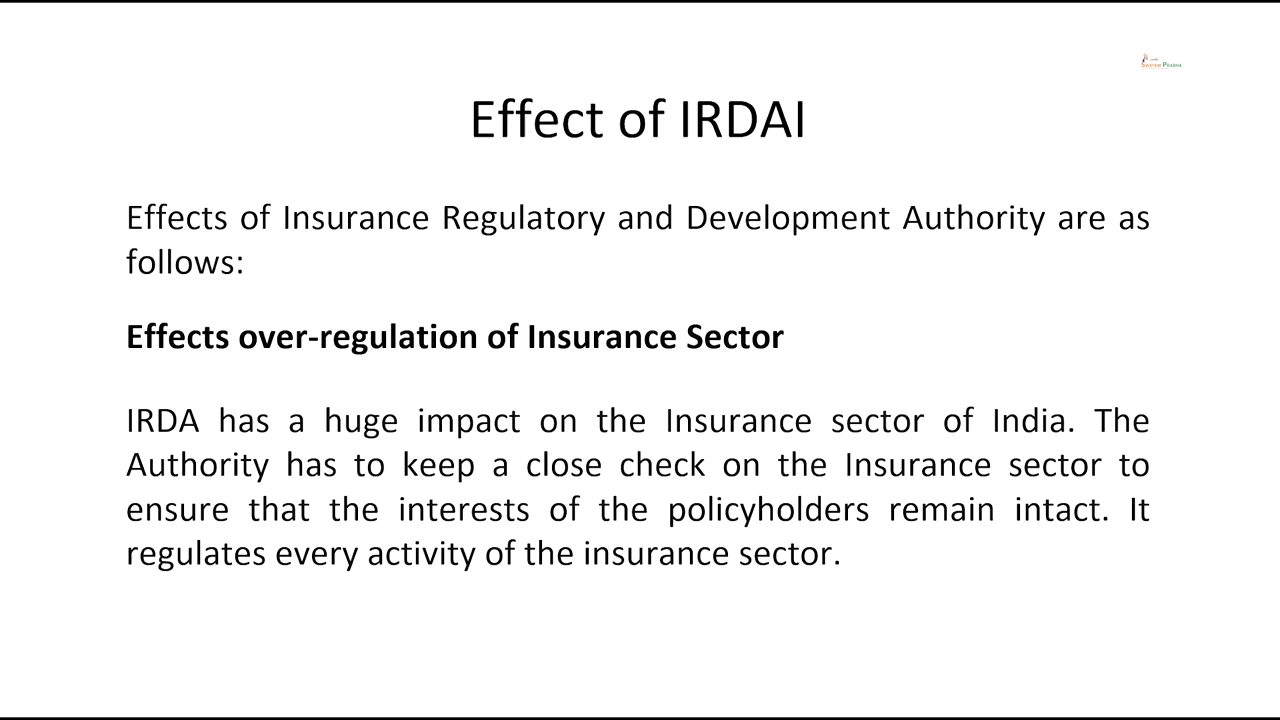 SWAYAM PRABHA
Effect of IRDAI
Effects of Insurance Regulatory and Development Authority are as
follows:
Effects over-regulation of Insurance Sector
IRDA has a huge impact on the Insurance sector of India. The
Authority has to keep a close check on the Insurance sector to
ensure that the interests of the policyholders remain intact. It
regulates every activity of the insurance sector.